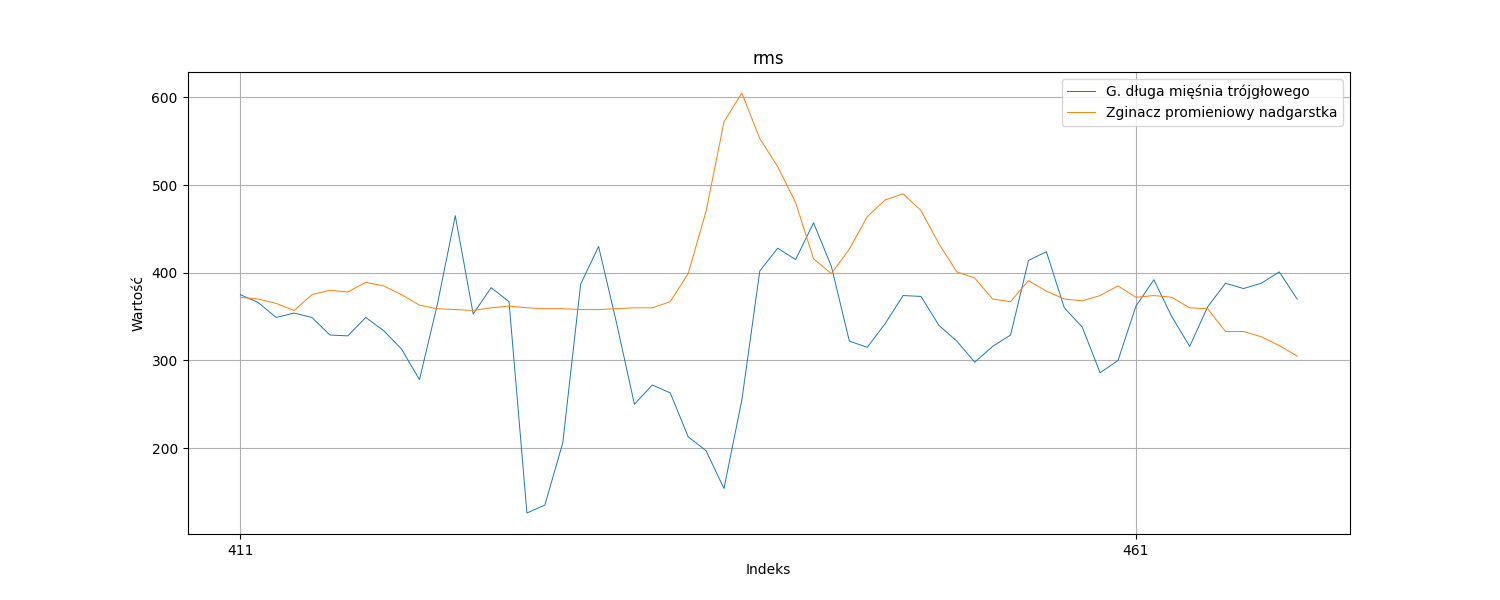 rms
G. długa mięśnia trójgłowego
Zginacz promieniowy nadgarstka
600
500
400
300
200
Wartość
411
461
Indeks